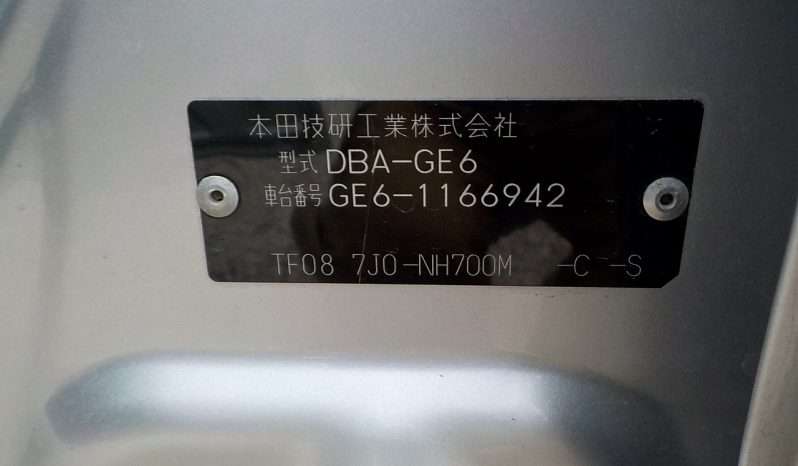 本田技研工業株式会社
型式 DBA-GE6
車台番号 GE6-1166942
TF08 7J0-NH700M -C -S